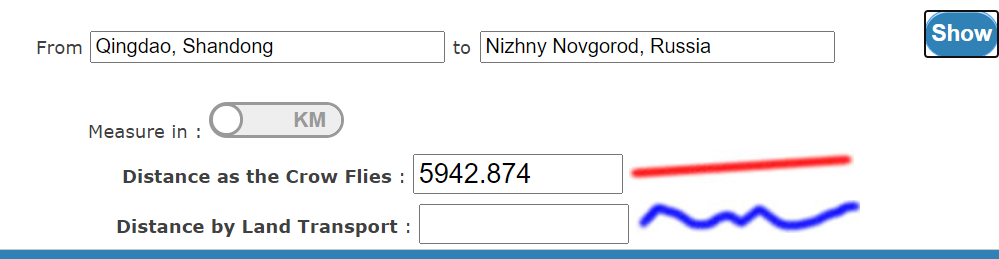 From Qingdao, Shandong to Nizhny Novgorod, Russia Show
Measure in : KM
Distance as the Crow Flies : 5942.874
Distance by Land Transport :